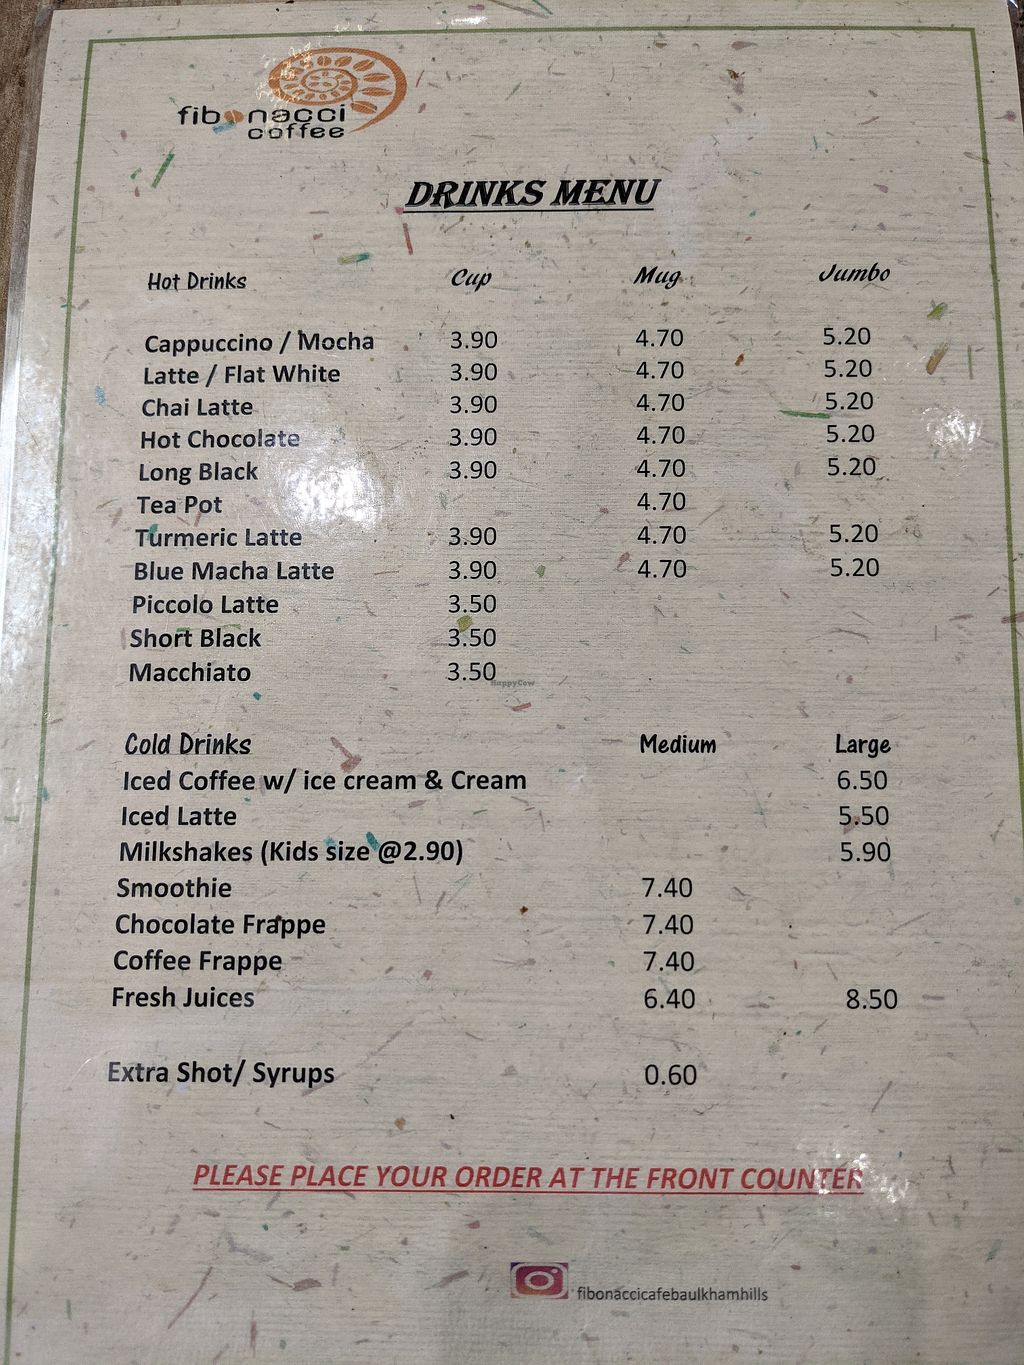 fibonacci
coffee
DRINKS MENU
Hot Drinks Cup Mug Jumbo
Cappuccino / Mocha 3.90 4.70 5.20
Latte / Flat White 3.90 4.70 5.20
Chai Latte 3.90 4.70 5.20
Hot Chocolate 3.90 4.70 5.20
Long Black 3.90 4.70 5.20
Tea Pot 4.70
Turmeric Latte 3.90 4.70 5.20
Blue Macha Latte 3.90 4.70 5.20
Piccolo Latte 3.50
Short Black 3.50
Macchiato 3.50
HappyCow
Cold Drinks Medium Large
Iced Coffee w/ ice cream & Cream 6.50
Iced Latte 5.50
Milkshakes (Kids size @2.90) 5.90
Smoothie 7.40
Chocolate Frappe 7.40
Coffee Frappe 7.40
Fresh Juices 6.40 8.50
Extra Shot/ Syrups 0.60
PLEASE PLACE YOUR ORDER AT THE FRONT COUNTER
fibonaccicafebaulkhamhills